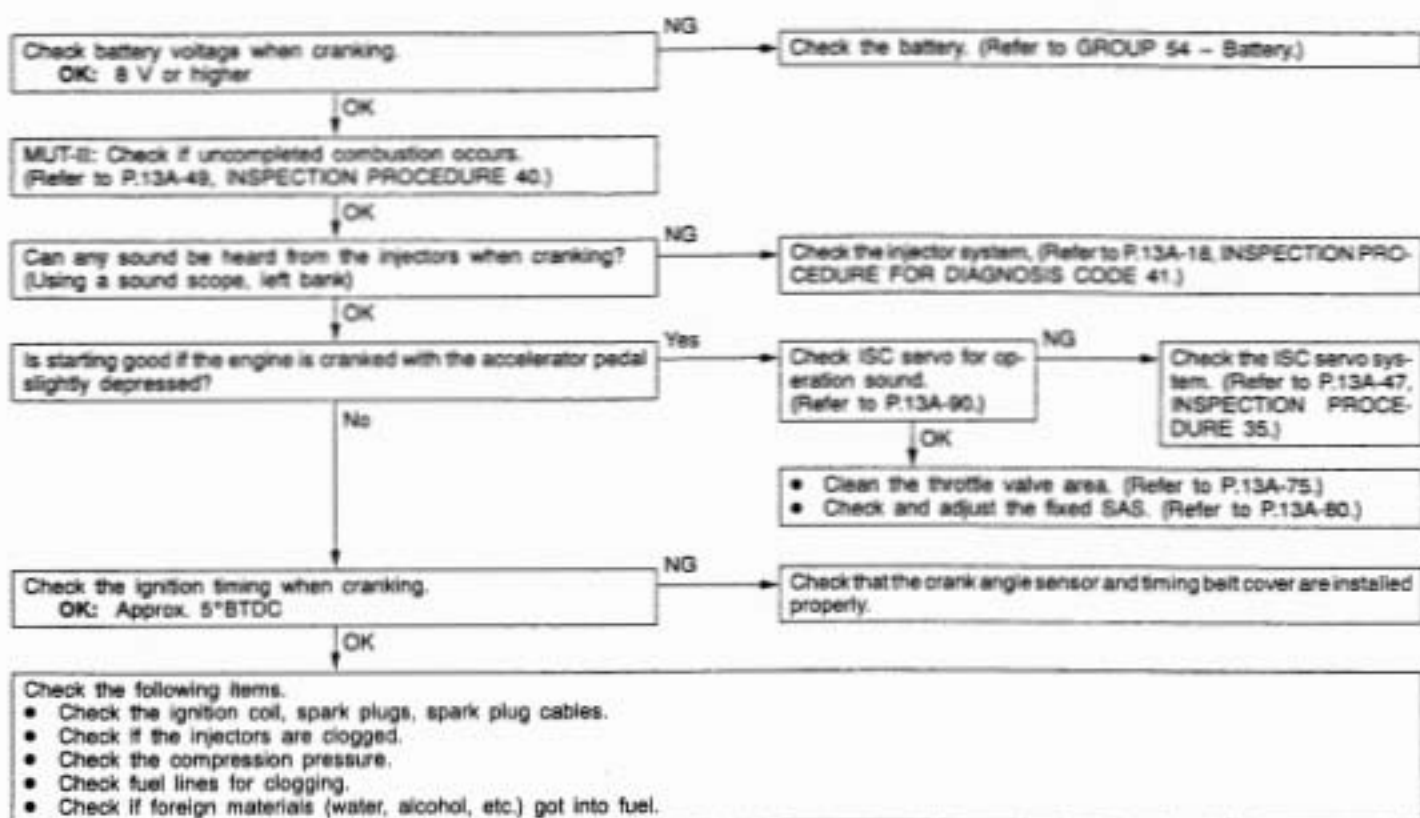 NG
Check battery voltage when cranking.
OK: 8 V or higher
Check the battery. (Refer to GROUP 54 – Battery.)
OK
MUT-II: Check if uncompleted combustion occurs.
(Refer to P.13A-49, INSPECTION PROCEDURE 40.)
OK
NG
Can any sound be heard from the injectors when cranking?
(Using a sound scope, left bank)
Check the injector system, (Refer to P.13A-18, INSPECTION PRO-
CEDURE FOR DIAGNOSIS CODE 41.)
OK
Yes
Is starting good if the engine is cranked with the accelerator pedal
slightly depressed?
Check ISC servo for op-
eration sound.
(Refer to P.13A-90.)
NG
Check the ISC servo sys-
tem. (Refer to P.13A-47,
INSPECTION PROCE-
DURE 35.)
No
OK
• Clean the throttle valve area. (Refer to P.13A-75.)
• Check and adjust the fixed SAS. (Refer to P.13A-80.)
NG
Check the ignition timing when cranking.
OK: Approx. 5°BTDC
Check that the crank angle sensor and timing belt cover are installed
properly.
OK
Check the following items.
• Check the ignition coil, spark plugs, spark plug cables.
• Check if the injectors are clogged.
• Check the compression pressure.
• Check fuel lines for clogging.
• Check if foreign materials (water, alcohol, etc.) got into fuel.